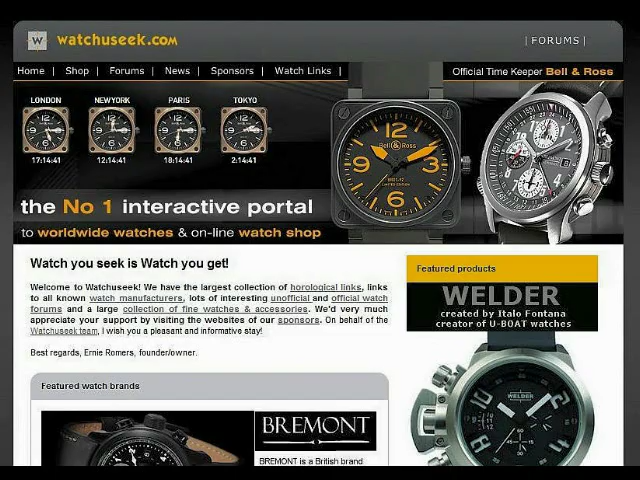 W watchuseek.com
| FORUMS |
Home | Shop | Forums | News | Sponsors | Watch Links |
Official Time Keeper Bell & Ross
LONDON NEWYORK PARIS TOKYO
17:14:41 12:14:41 18:14:41 2:14:41
Bell & Ross
the No 1 interactive portal
to worldwide watches & on-line watch shop
Watch you seek is Watch you get!
Welcome to Watchuseek! We have the largest collection of horological links, links
to all known watch manufacturers, lots of interesting unofficial and official watch
forums and a large collection of fine watches & accessories. We'd very much
appreciate your support by visiting the websites of our sponsors. On behalf of the
Watchuseek team, I wish you a pleasant and informative stay!
Best regards, Ernie Romers, founder/owner.
Featured watch brands
BREMONT
BREMONT is a British brand
Featured products
WELDER
created by Italo Fontana
creator of U-BOAT watches
WELDER